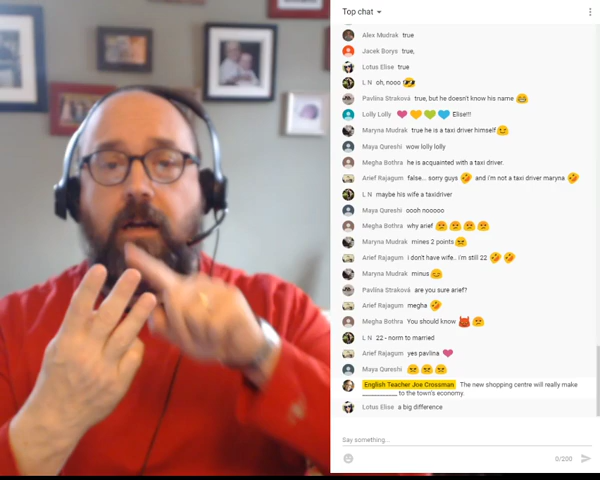 Top chat
Alex Mudrak true
Jacek Borys true,
Lotus Elise true
L N oh, nooo
Pavlína Straková true, but he doesn't know his name
Lolly Lolly Elise!!!
Maryna Mudrak true he is a taxi driver himself
Maya Qureshi wow lolly lolly
Megha Bothra he is acquainted with a taxi driver.
Arief Rajagum false... sorry guys and i'm not a taxi driver maryna
L N maybe his wife a taxidriver
Maya Qureshi oooh nooooo
Megha Bothra why arief
Maryna Mudrak mines 2 points
Arief Rajagum i don't have wife.. i'm still 22
Maryna Mudrak minus
Pavlína Straková are you sure arief?
Arief Rajagum megha
Megha Bothra You should know
L N 22 - norm to married
Arief Rajagum yes pavlina
Maya Qureshi
English Teacher Joe Crossman The new shopping centre will really make
__________ to the town's economy.
Lotus Elise a big difference
Say something...
0/200